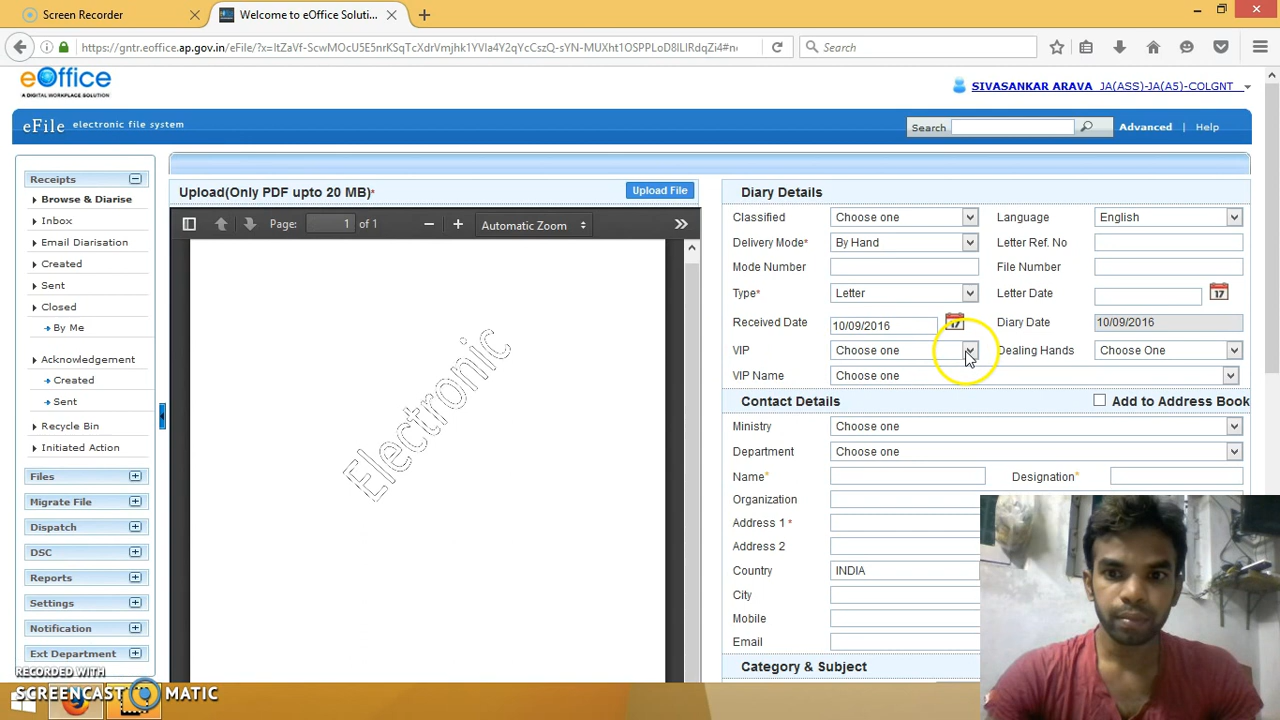 Screen Recorder
Welcome to eOffice Soluti...
https://gntr.eoffice.ap.gov.in/eFile/?x=ItZaVf-ScwMOcU5E5nrKSqTcXdrVmjhk1YVla4Y2qYcCszQ-sYN-MUXht1OSPPLoD8ILlRdqZi4#n
Search
eOffice
A DIGITAL WORKPLACE SOLUTION
SIVASANKAR ARAVA JA(ASS)-JA(A5)-COLGNT
eFile electronic file system
Search
Advanced | Help
Receipts
Browse & Diarise
Inbox
Email Diarisation
Created
Sent
Closed
By Me
Acknowledgement
Created
Sent
Recycle Bin
Initiated Action
Files
Migrate File
Dispatch
DSC
Reports
Settings
Notification
Ext Department
Upload(Only PDF upto 20 MB)*
Upload File
Page: 1 of 1
Automatic Zoom
Electronic
Diary Details
Classified Choose one Language English
Delivery Mode* By Hand Letter Ref. No
Mode Number File Number
Type* Letter Letter Date 17
Received Date 10/09/2016 17 Diary Date 10/09/2016
VIP Choose one Dealing Hands Choose One
VIP Name Choose one
Contact Details Add to Address Book
Ministry Choose one
Department Choose one
Name* Designation*
Organization
Address 1 *
Address 2
Country INDIA
City
Mobile
Email
Category & Subject
RECORDED WITH
SCREENCAST MATIC